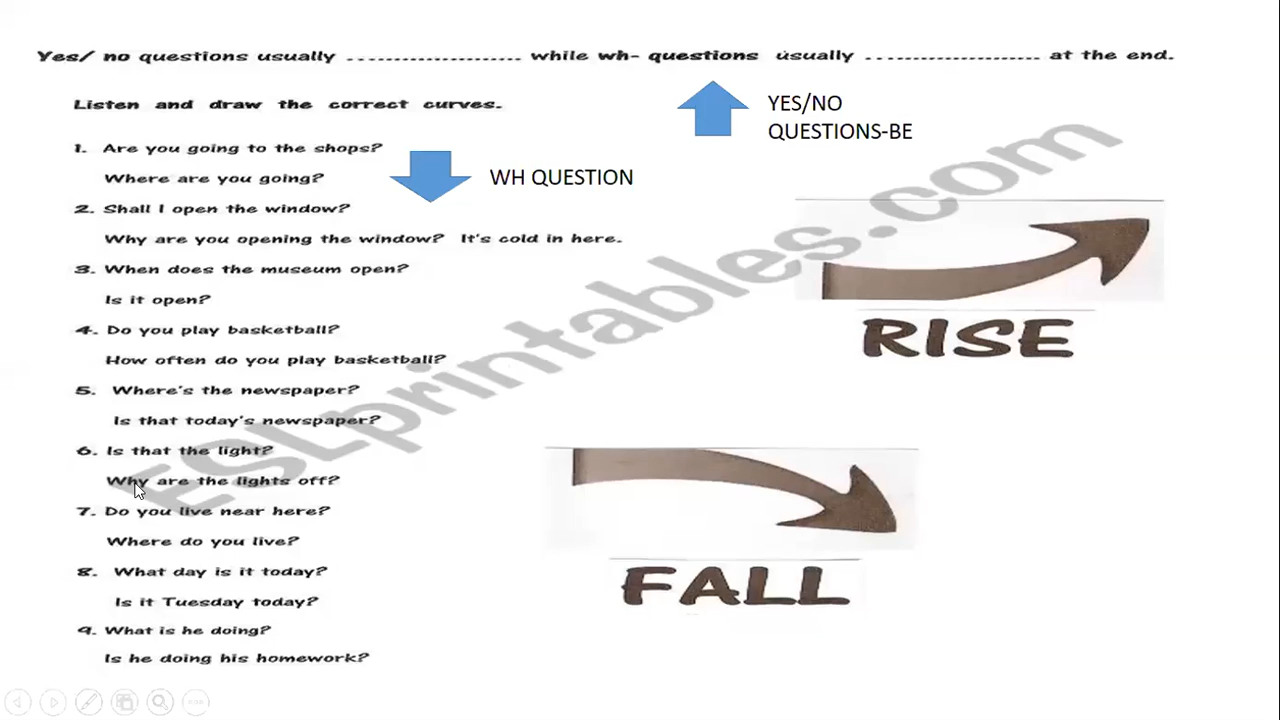 Yes/ no questions usually ...................... while wh- questions usually ...................... at the end.
Listen and draw the correct curves.
YES/NO
QUESTIONS-BE
1. Are you going to the shops?
Where are you going?
WH QUESTION
2. Shall I open the window?
Why are you opening the window? It's cold in here.
3. When does the museum open?
Is it open?
4. Do you play basketball?
How often do you play basketball?
5. Where's the newspaper?
Is that today's newspaper?
6. Is that the light?
Why are the lights off?
7. Do you live near here?
Where do you live?
8. What day is it today?
Is it Tuesday today?
9. What is he doing?
Is he doing his homework?
RISE
FALL
ESLprintables.com